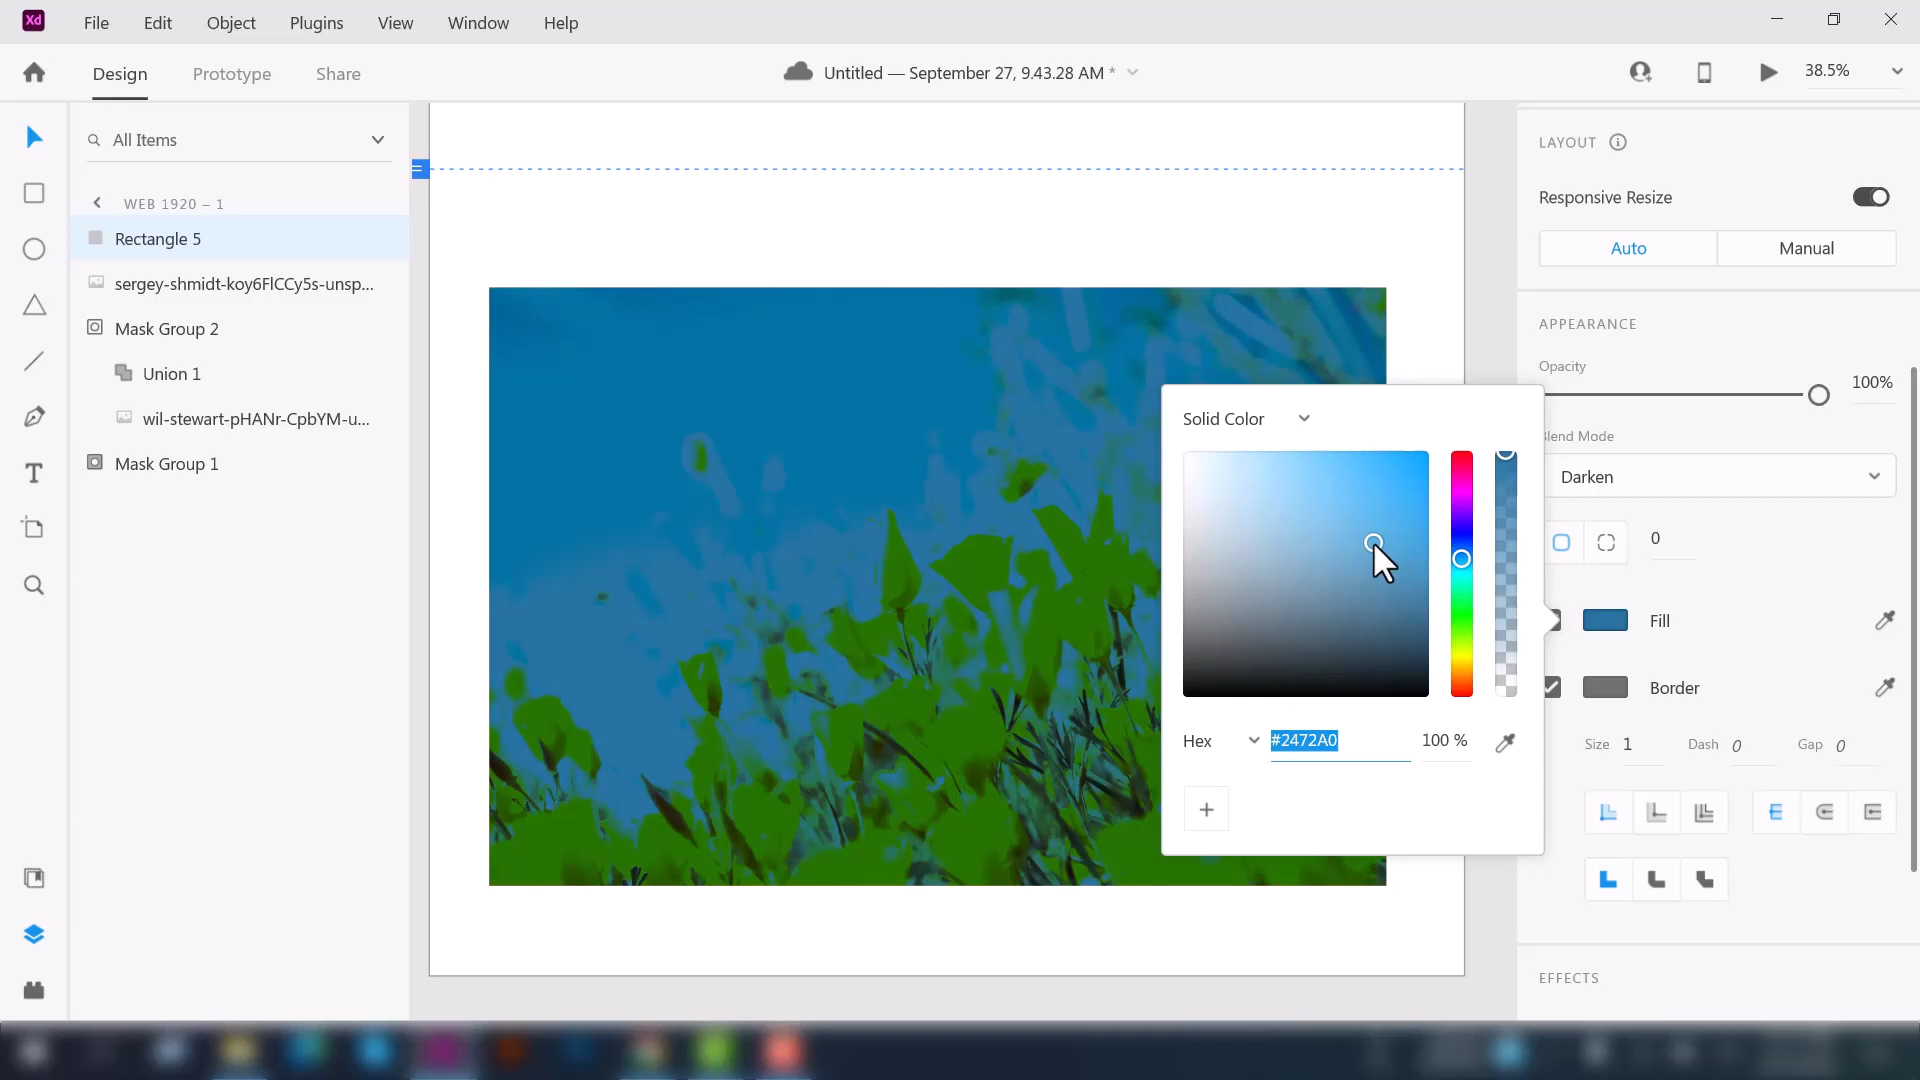 Xd File Edit Object Plugins View Window Help
Design Prototype Share
Untitled — September 27, 9.43.28 AM *
38.5%
All Items
WEB 1920 – 1
Rectangle 5
sergey-shmidt-koy6FlCCy5s-unsp...
Mask Group 2
Union 1
wil-stewart-pHANr-CpbYM-u...
Mask Group 1
Solid Color
Hex #2472A0 100 %
+
LAYOUT
Responsive Resize
Auto Manual
APPEARANCE
Opacity
100%
Blend Mode
Darken
0
Fill
Border
Size 1 Dash 0 Gap 0
EFFECTS